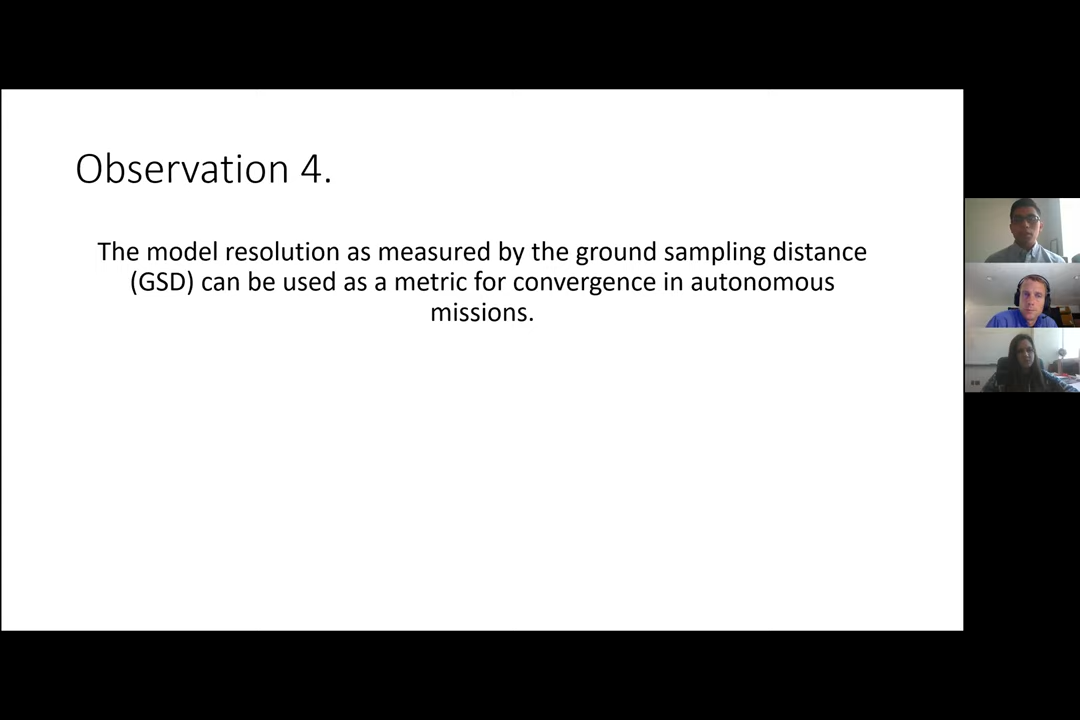 Observation 4.
The model resolution as measured by the ground sampling distance
(GSD) can be used as a metric for convergence in autonomous
missions.